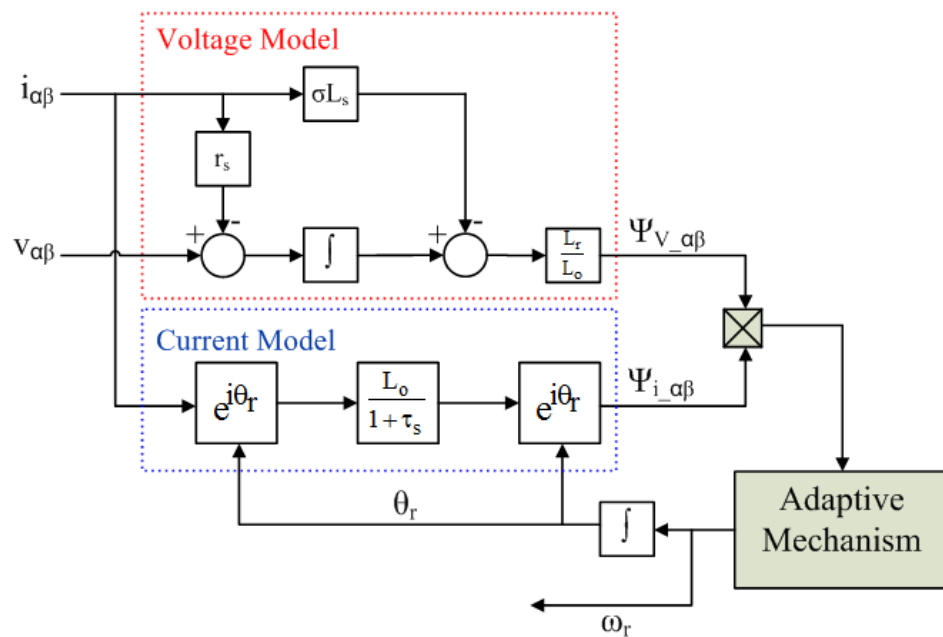 Voltage Model
iαβ
σLs
rs
+
-
+
-
vαβ
∫
Lr
Lo
ΨV_αβ
Current Model
Ψi_αβ
eiθr
Lo
1 + τs
eiθr
θr
∫
Adaptive
Mechanism
ωr